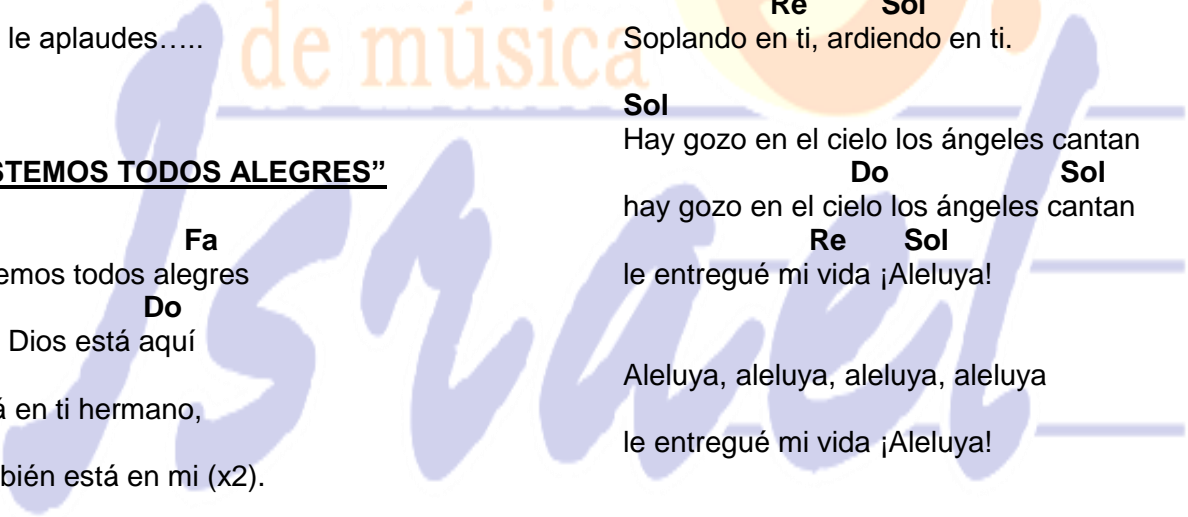 le aplaudes…..
STEMOS TODOS ALEGRES”
Fa
emos todos alegres
Do
Dios está aquí
á en ti hermano,
bién está en mi (x2).
Re Sol
Soplando en ti, ardiendo en ti.
Sol
Hay gozo en el cielo los ángeles cantan
Do Sol
hay gozo en el cielo los ángeles cantan
Re Sol
le entregué mi vida ¡Aleluya!
Aleluya, aleluya, aleluya, aleluya
le entregué mi vida ¡Aleluya!
de música
Israel